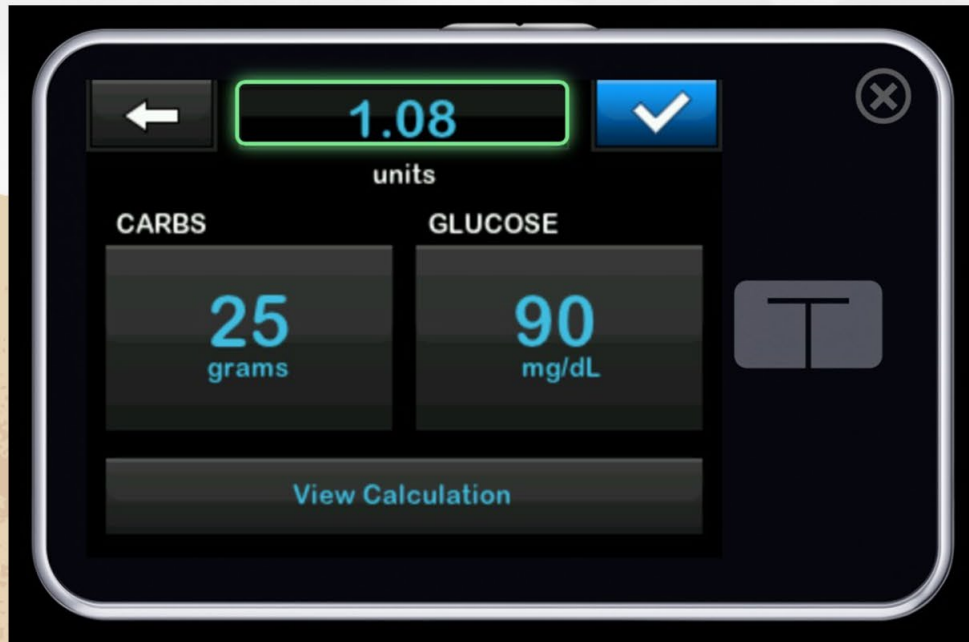 1.08
units
CARBS
GLUCOSE
25
grams
90
mg/dL
View Calculation